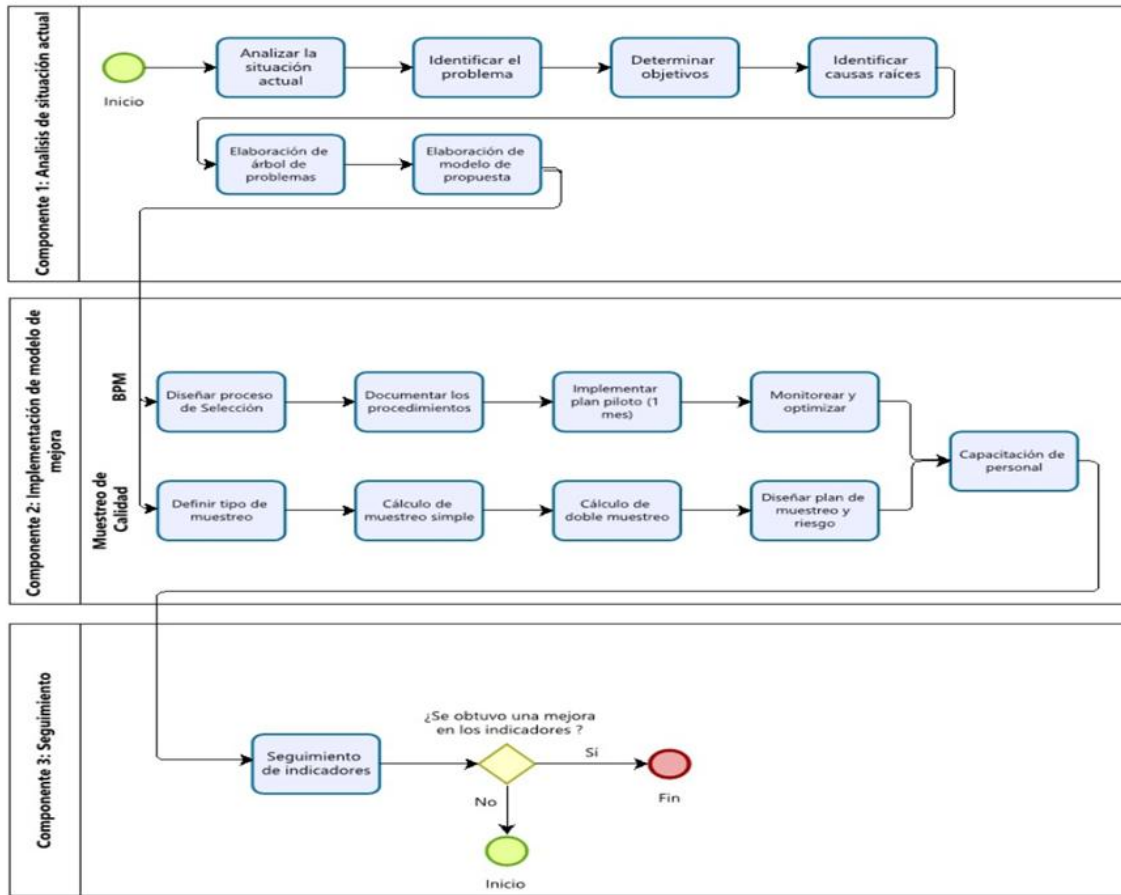 Componente 1: Analisis de situación actual
Inicio
Analizar la
situación
actual
Identificar el
problema
Determinar
objetivos
Identificar
causas raíces
Elaboración de
árbol de
problemas
Elaboración de
modelo de
propuesta
Componente 2: Implementación de modelo de
mejora
BPM
Diseñar proceso
de Selección
Documentar los
procedimientos
Implementar
plan piloto (1
mes)
Monitorear y
optimizar
Capacitación de
personal
Muestreo de
Calidad
Definir tipo de
muestreo
Cálculo de
muestreo simple
Cálculo de
doble muestreo
Diseñar plan de
muestreo y
riesgo
Componente 3: Seguimiento
Seguimiento
de indicadores
¿Se obtuvo una mejora
en los indicadores ?
Sí
Fin
No
Inicio